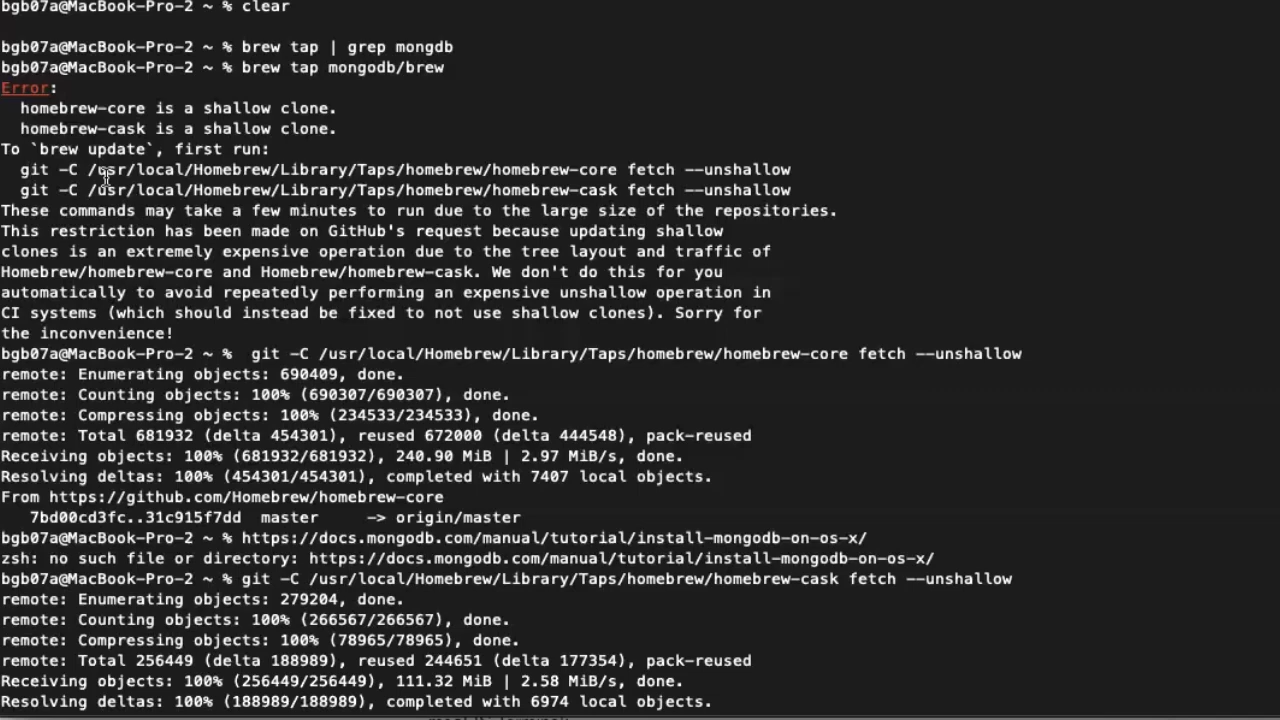 bgb07a@MacBook-Pro-2 ~ % clear
bgb07a@MacBook-Pro-2 ~ % brew tap | grep mongdb
bgb07a@MacBook-Pro-2 ~ % brew tap mongodb/brew
Error:
homebrew-core is a shallow clone.
homebrew-cask is a shallow clone.
To `brew update`, first run:
git -C /usr/local/Homebrew/Library/Taps/homebrew/homebrew-core fetch --unshallow
git -C /usr/local/Homebrew/Library/Taps/homebrew/homebrew-cask fetch --unshallow
These commands may take a few minutes to run due to the large size of the repositories.
This restriction has been made on GitHub's request because updating shallow
clones is an extremely expensive operation due to the tree layout and traffic of
Homebrew/homebrew-core and Homebrew/homebrew-cask. We don't do this for you
automatically to avoid repeatedly performing an expensive unshallow operation in
CI systems (which should instead be fixed to not use shallow clones). Sorry for
the inconvenience!
bgb07a@MacBook-Pro-2 ~ %  git -C /usr/local/Homebrew/Library/Taps/homebrew/homebrew-core fetch --unshallow
remote: Enumerating objects: 690409, done.
remote: Counting objects: 100% (690307/690307), done.
remote: Compressing objects: 100% (234533/234533), done.
remote: Total 681932 (delta 454301), reused 672000 (delta 444548), pack-reused
Receiving objects: 100% (681932/681932), 240.90 MiB | 2.97 MiB/s, done.
Resolving deltas: 100% (454301/454301), completed with 7407 local objects.
From https://github.com/Homebrew/homebrew-core
7bd00cd3fc..31c915f7dd  master     -> origin/master
bgb07a@MacBook-Pro-2 ~ % https://docs.mongodb.com/manual/tutorial/install-mongodb-on-os-x/
zsh: no such file or directory: https://docs.mongodb.com/manual/tutorial/install-mongodb-on-os-x/
bgb07a@MacBook-Pro-2 ~ % git -C /usr/local/Homebrew/Library/Taps/homebrew/homebrew-cask fetch --unshallow
remote: Enumerating objects: 279204, done.
remote: Counting objects: 100% (266567/266567), done.
remote: Compressing objects: 100% (78965/78965), done.
remote: Total 256449 (delta 188989), reused 244651 (delta 177354), pack-reused
Receiving objects: 100% (256449/256449), 111.32 MiB | 2.58 MiB/s, done.
Resolving deltas: 100% (188989/188989), completed with 6974 local objects.